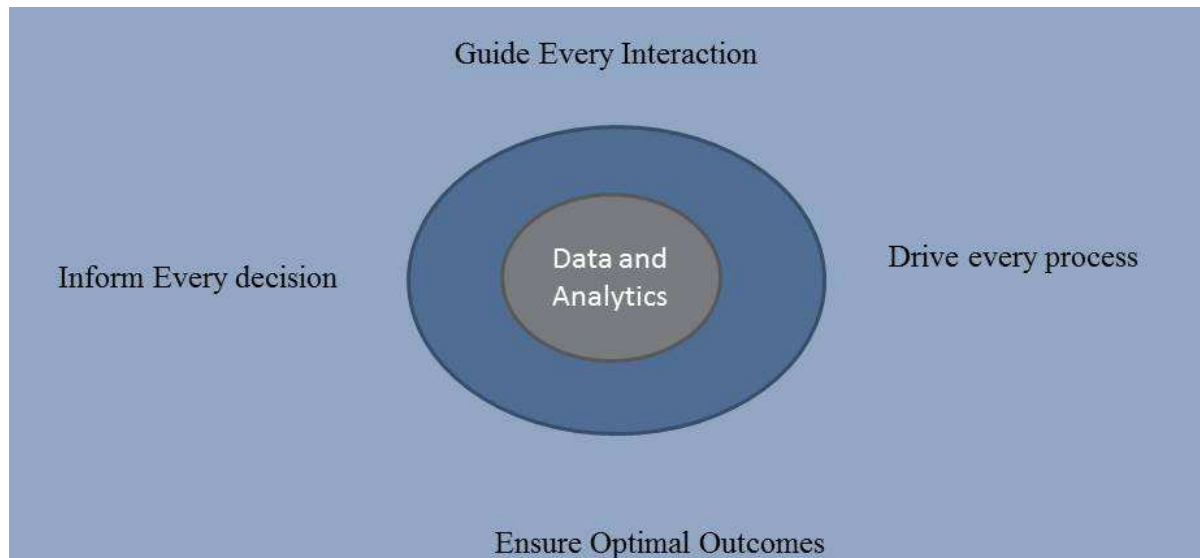 Guide Every Interaction
Inform Every decision
Data and
Analytics
Drive every process
Ensure Optimal Outcomes